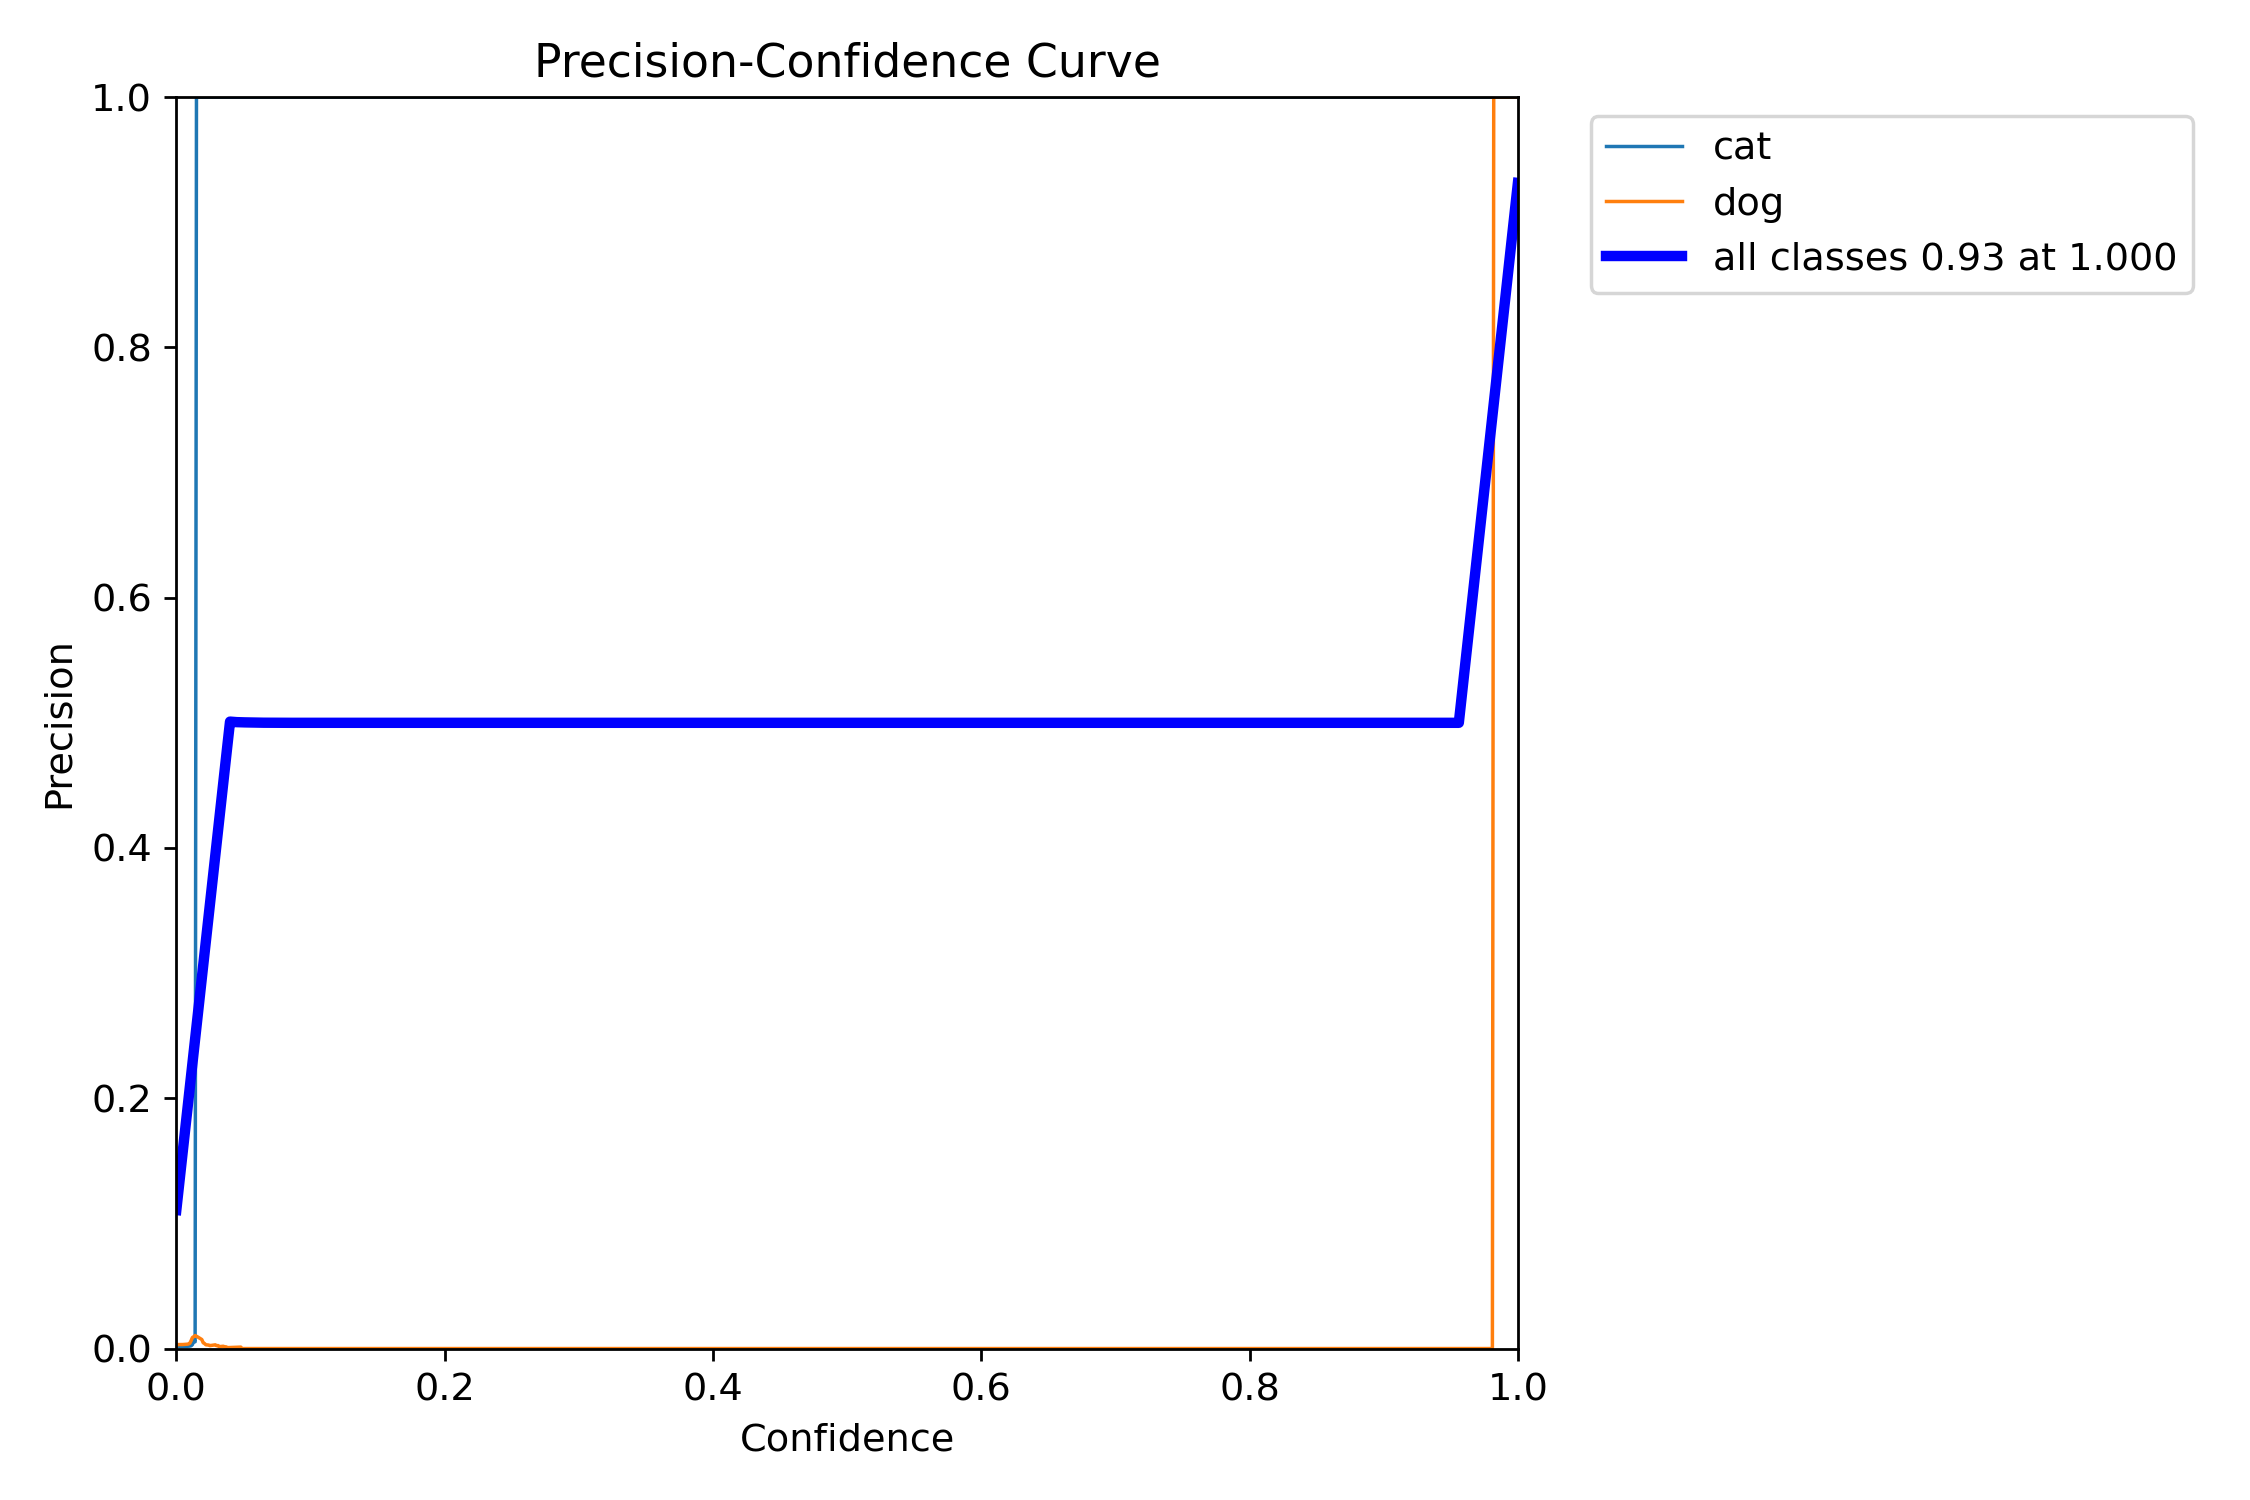 Precision-Confidence Curve
1.0
0.8
0.6
0.4
0.2
0.0
Precision
0.0 0.2 0.4 0.6 0.8 1.0
Confidence
cat
dog
all classes 0.93 at 1.000